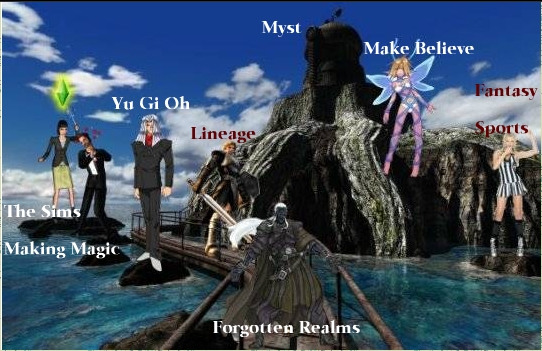 Myst
Make Believe
Fantasy
Sports
Yu Gi Oh
Lineage
The Sims
Making Magic
Forgotten Realms